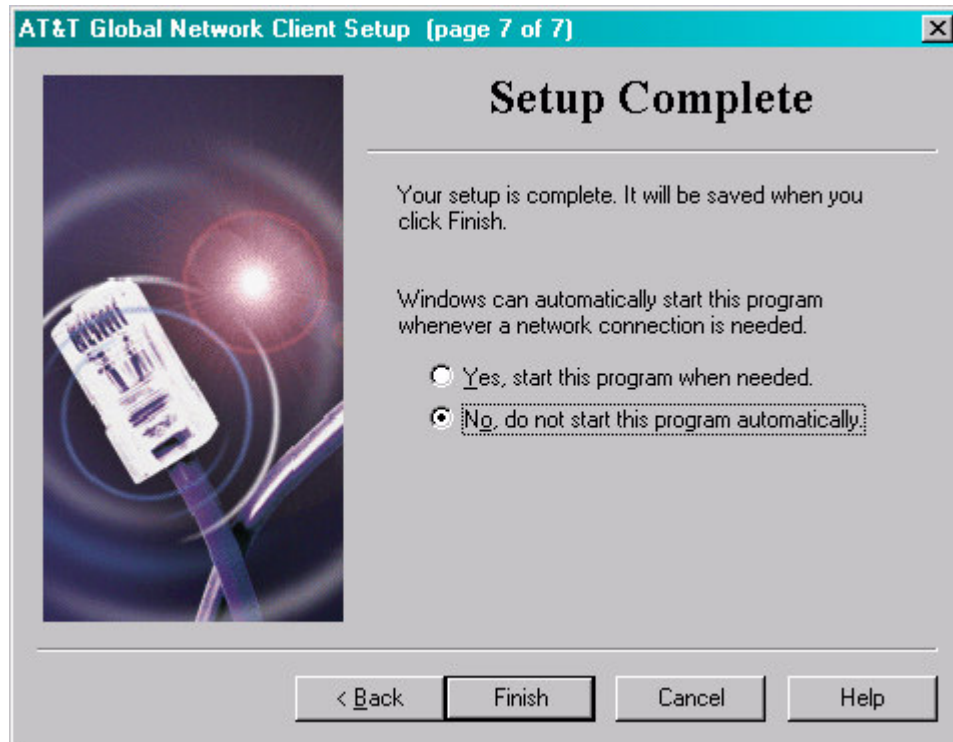 AT&T Global Network Client Setup (page 7 of 7)
Setup Complete
Your setup is complete. It will be saved when you
click Finish.
Windows can automatically start this program
whenever a network connection is needed.
Yes, start this program when needed.
No, do not start this program automatically.
< Back Finish Cancel Help